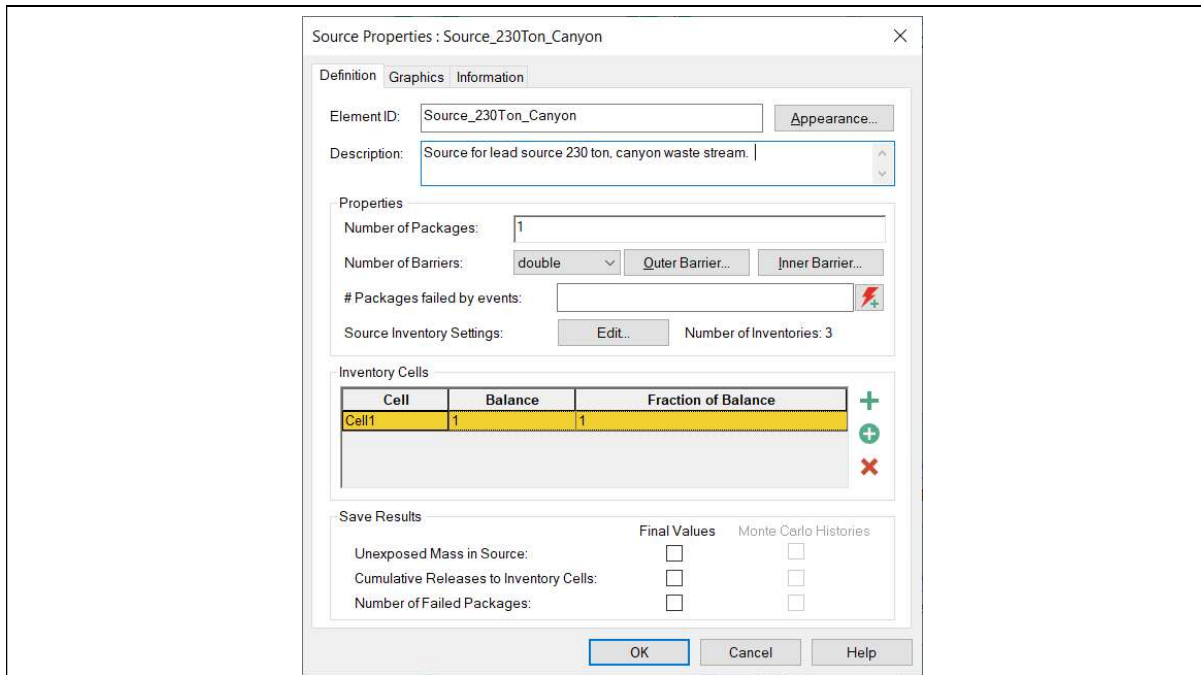 Source Properties : Source_230Ton_Canyon
Definition Graphics Information
Element ID: Source_230Ton_Canyon Appearance...
Description: Source for lead source 230 ton, canyon waste stream.
Properties
Number of Packages: 1
Number of Barriers: double Outer Barrier... Inner Barrier...
# Packages failed by events:
Source Inventory Settings: Edit... Number of Inventories: 3
Inventory Cells
Cell Balance Fraction of Balance
Cell1 1 1
Save Results
Final Values Monte Carlo Histories
Unexposed Mass in Source:
Cumulative Releases to Inventory Cells:
Number of Failed Packages:
OK Cancel Help